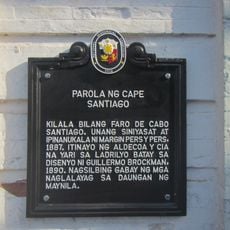 PAROLA NG CAPE
SANTIAGO
KILALA BILANG FARO DE CABO
SANTIAGO. UNANG SINIYASAT AT
IPINANUKALA NI MARGIN PERS Y PERS,
1887. ITINAYO NG ALDECOA Y CIA
NA YARI SA LADRILYO BATAY SA
DISENYO NI GUILLERMO BROCKMAN,
1890. NAGSILBING GABAY NG MGA
NAGLALAYAG SA DAUNGAN NG
MAYNILA.